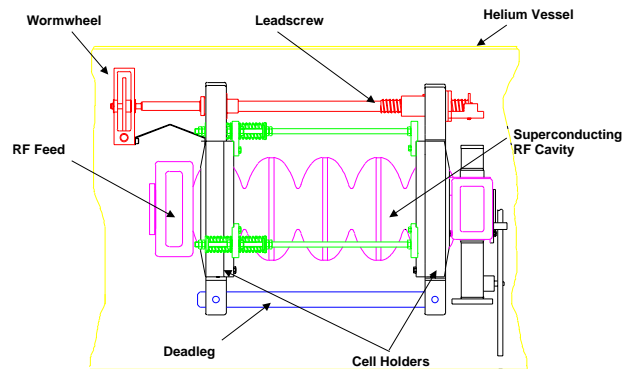 Helium Vessel
Wormwheel
Leadscrew
Superconducting
RF Cavity
RF Feed
Deadleg
Cell Holders